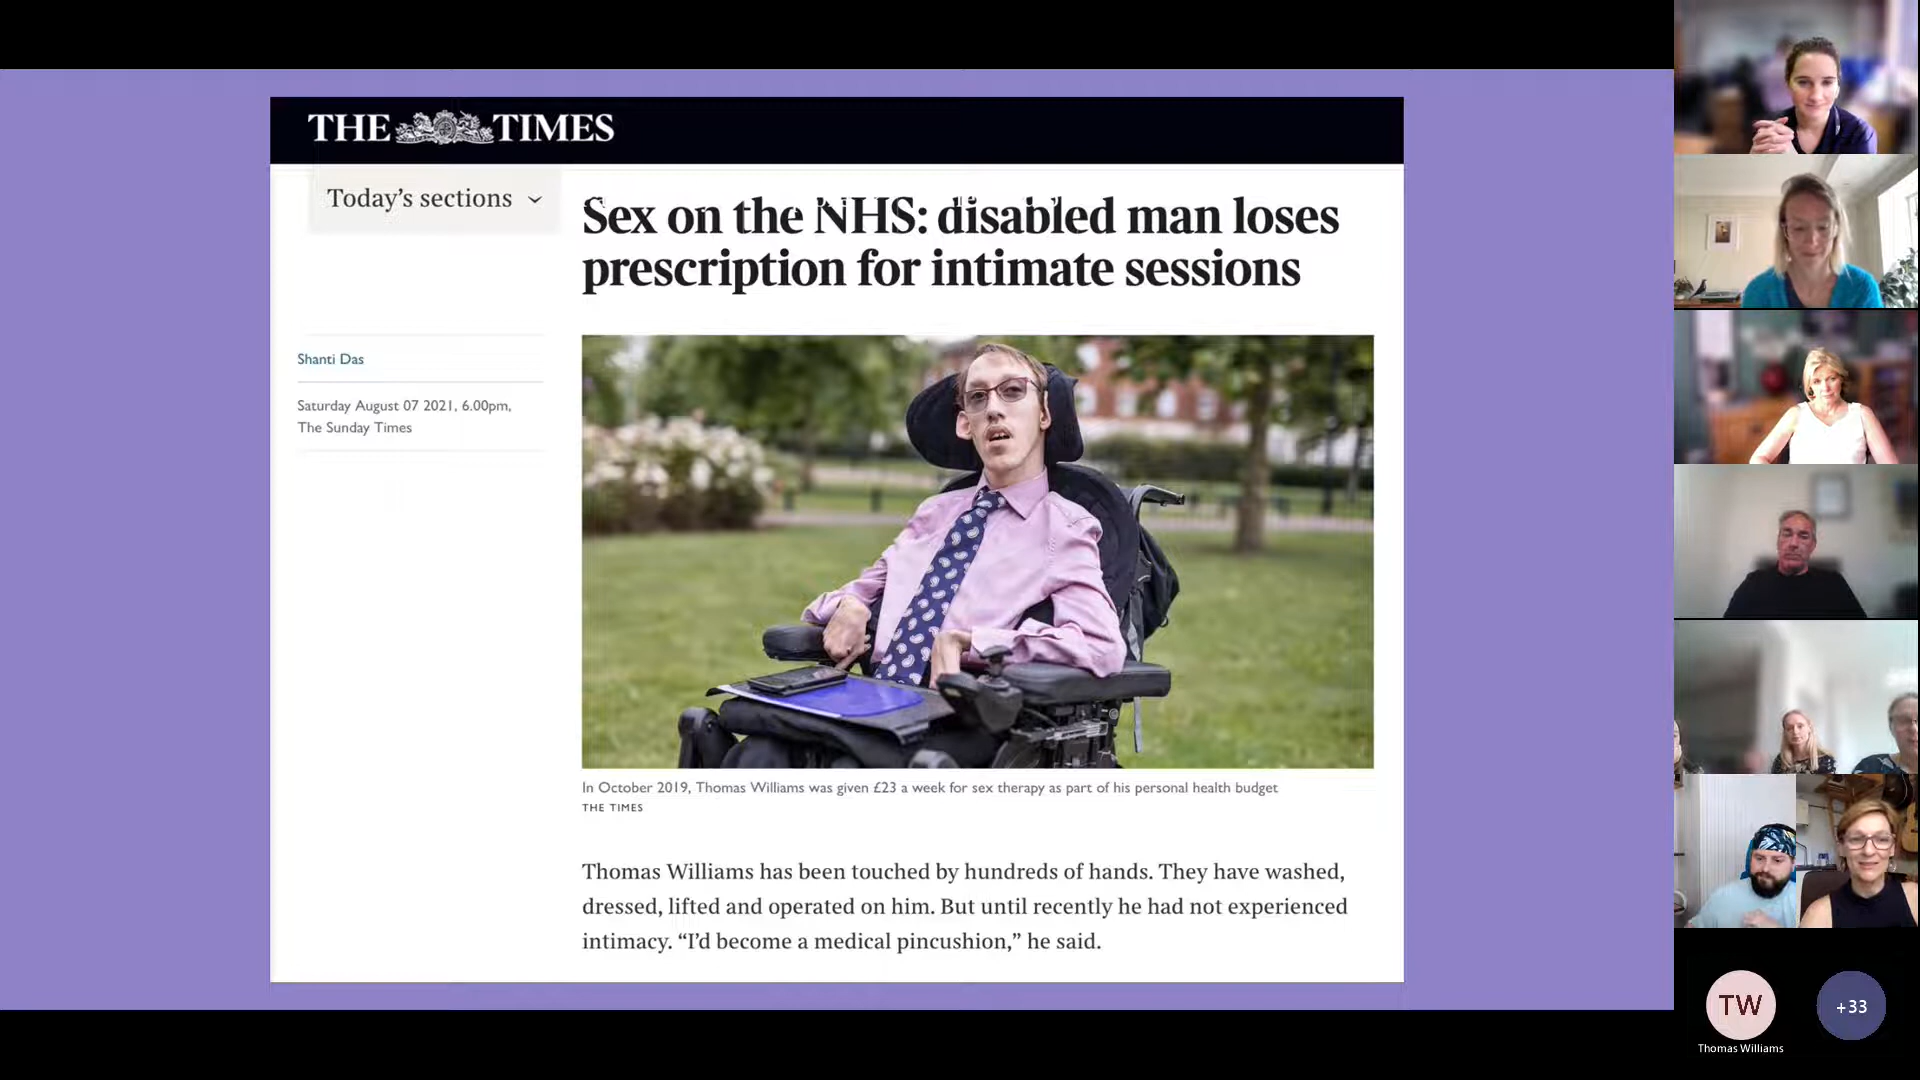 THE TIMES
Today's sections
Sex on the NHS: disabled man loses
prescription for intimate sessions
Shanti Das
Saturday August 07 2021, 6.00pm,
The Sunday Times
In October 2019, Thomas Williams was given £23 a week for sex therapy as part of his personal health budget
THE TIMES
Thomas Williams has been touched by hundreds of hands. They have washed,
dressed, lifted and operated on him. But until recently he had not experienced
intimacy. “I’d become a medical pincushion,” he said.
TW
+33
Thomas Williams